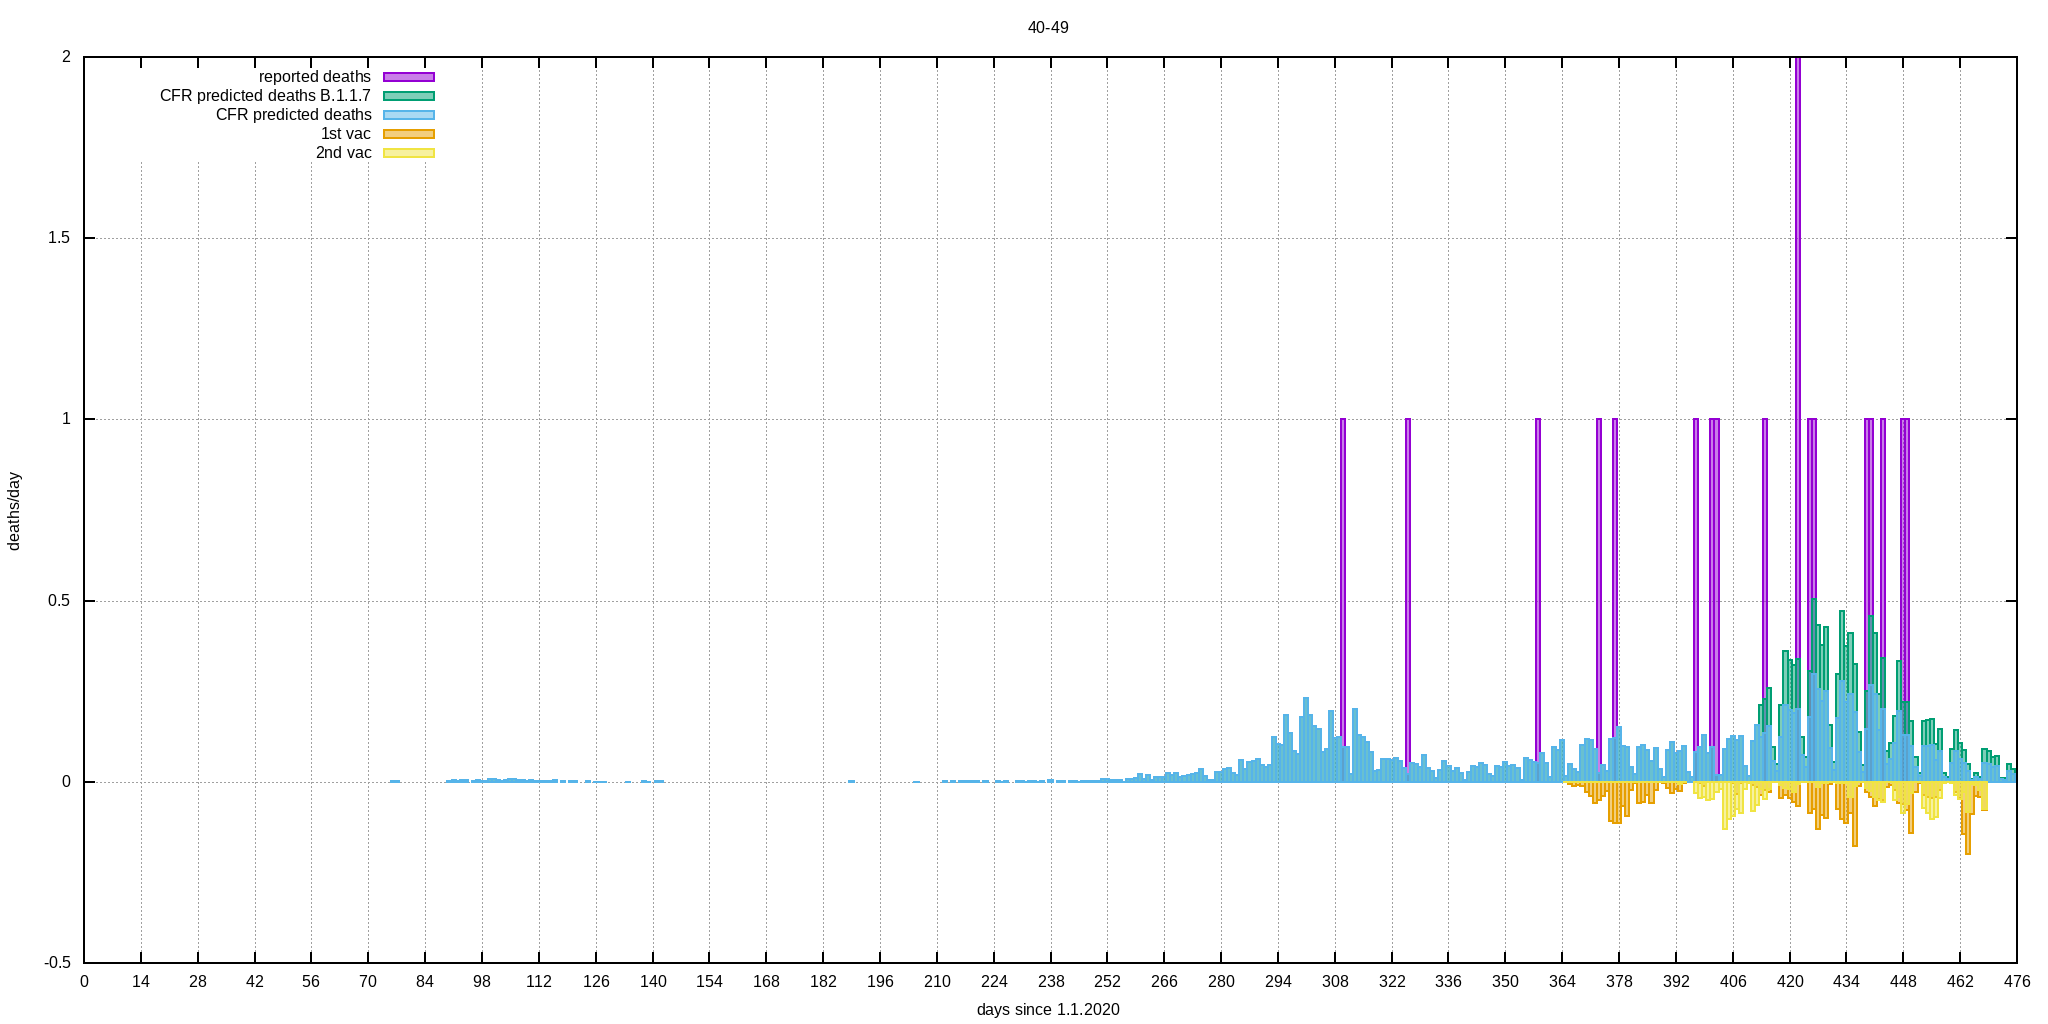 40-49
reported deaths
CFR predicted deaths B.1.1.7
CFR predicted deaths
1st vac
2nd vac
2
1.5
1
0.5
0
-0.5
deaths/day
0 14 28 42 56 70 84 98 112 126 140 154 168 182 196 210 224 238 252 266 280 294 308 322 336 350 364 378 392 406 420 434 448 462 476
days since 1.1.2020